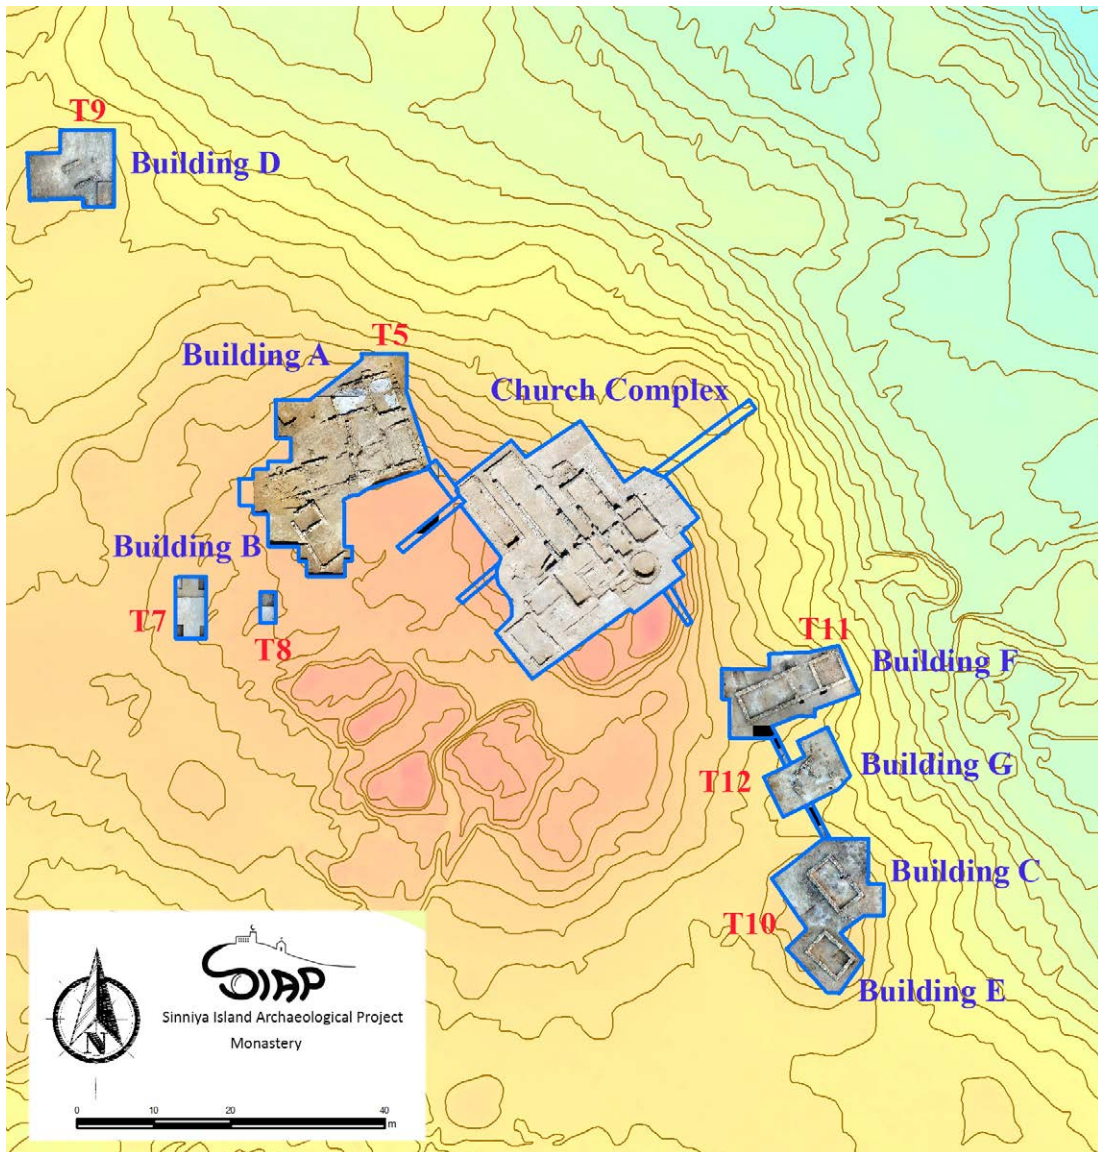 T9
Building D
T5
Building A
Church Complex
Building B
T7
T8
T11
Building F
Building G
T12
Building C
T10
Building E
SIAP
Sinniya Island Archaeological Project
Monastery
N
0 10 20 40
m